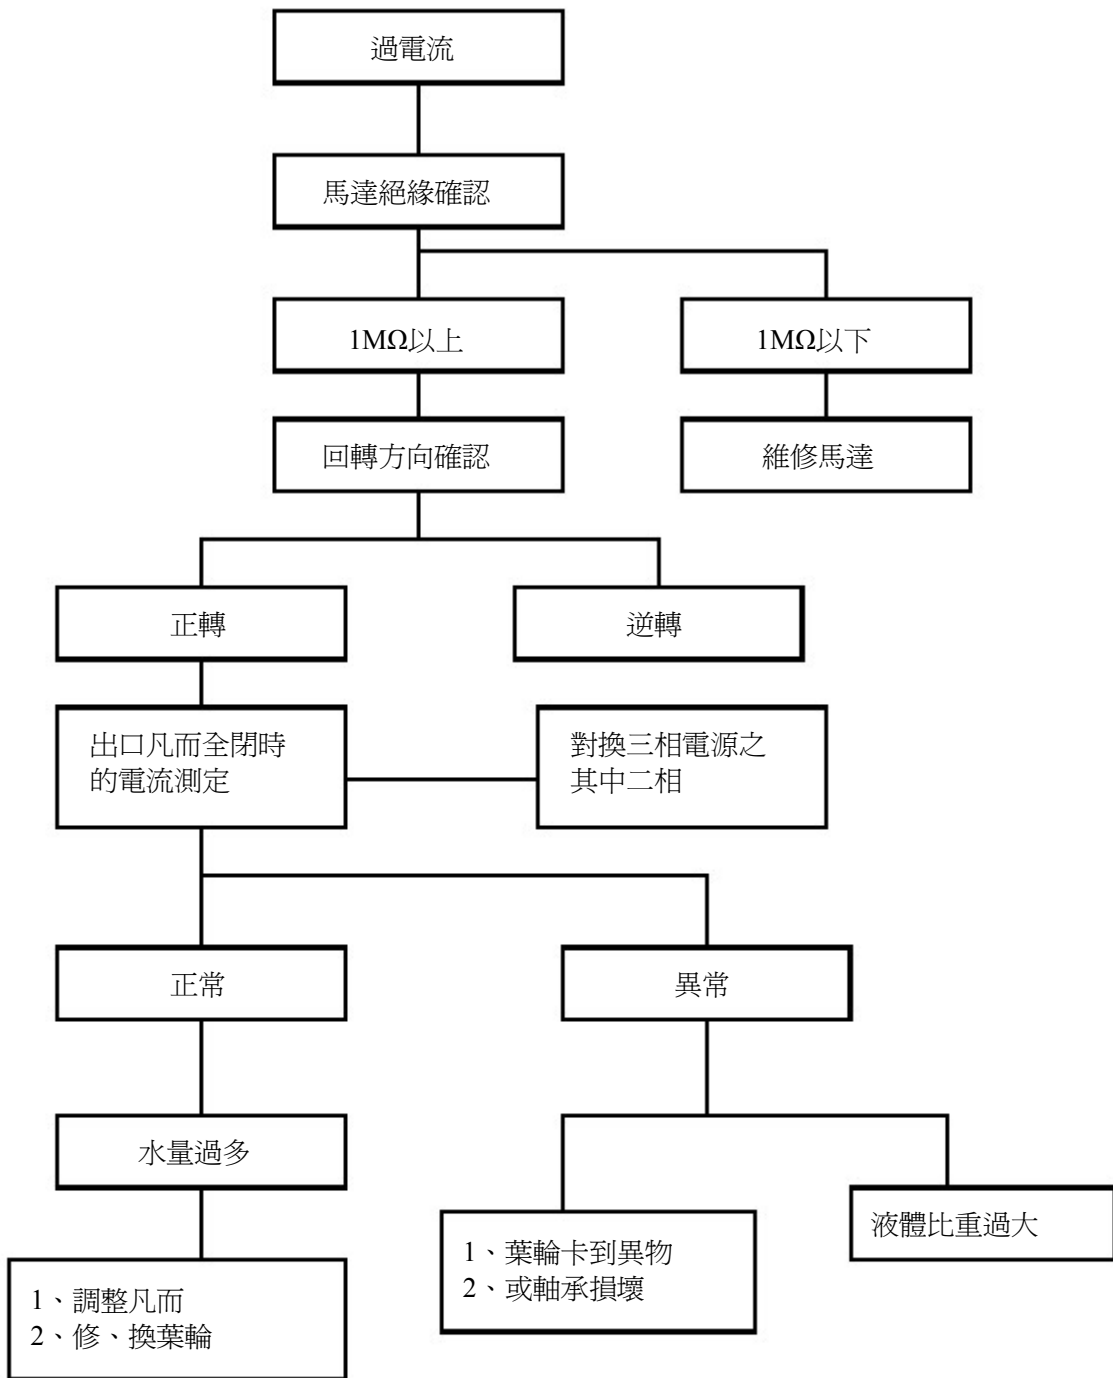 過電流
馬達絕緣確認
1MΩ以上
1MΩ以下
回轉方向確認
維修馬達
正轉
逆轉
出口凡而全閉時
的電流測定
對換三相電源之
其中二相
正常
異常
水量過多
液體比重過大
1、葉輪卡到異物
2、或軸承損壞
1、調整凡而
2、修、換葉輪